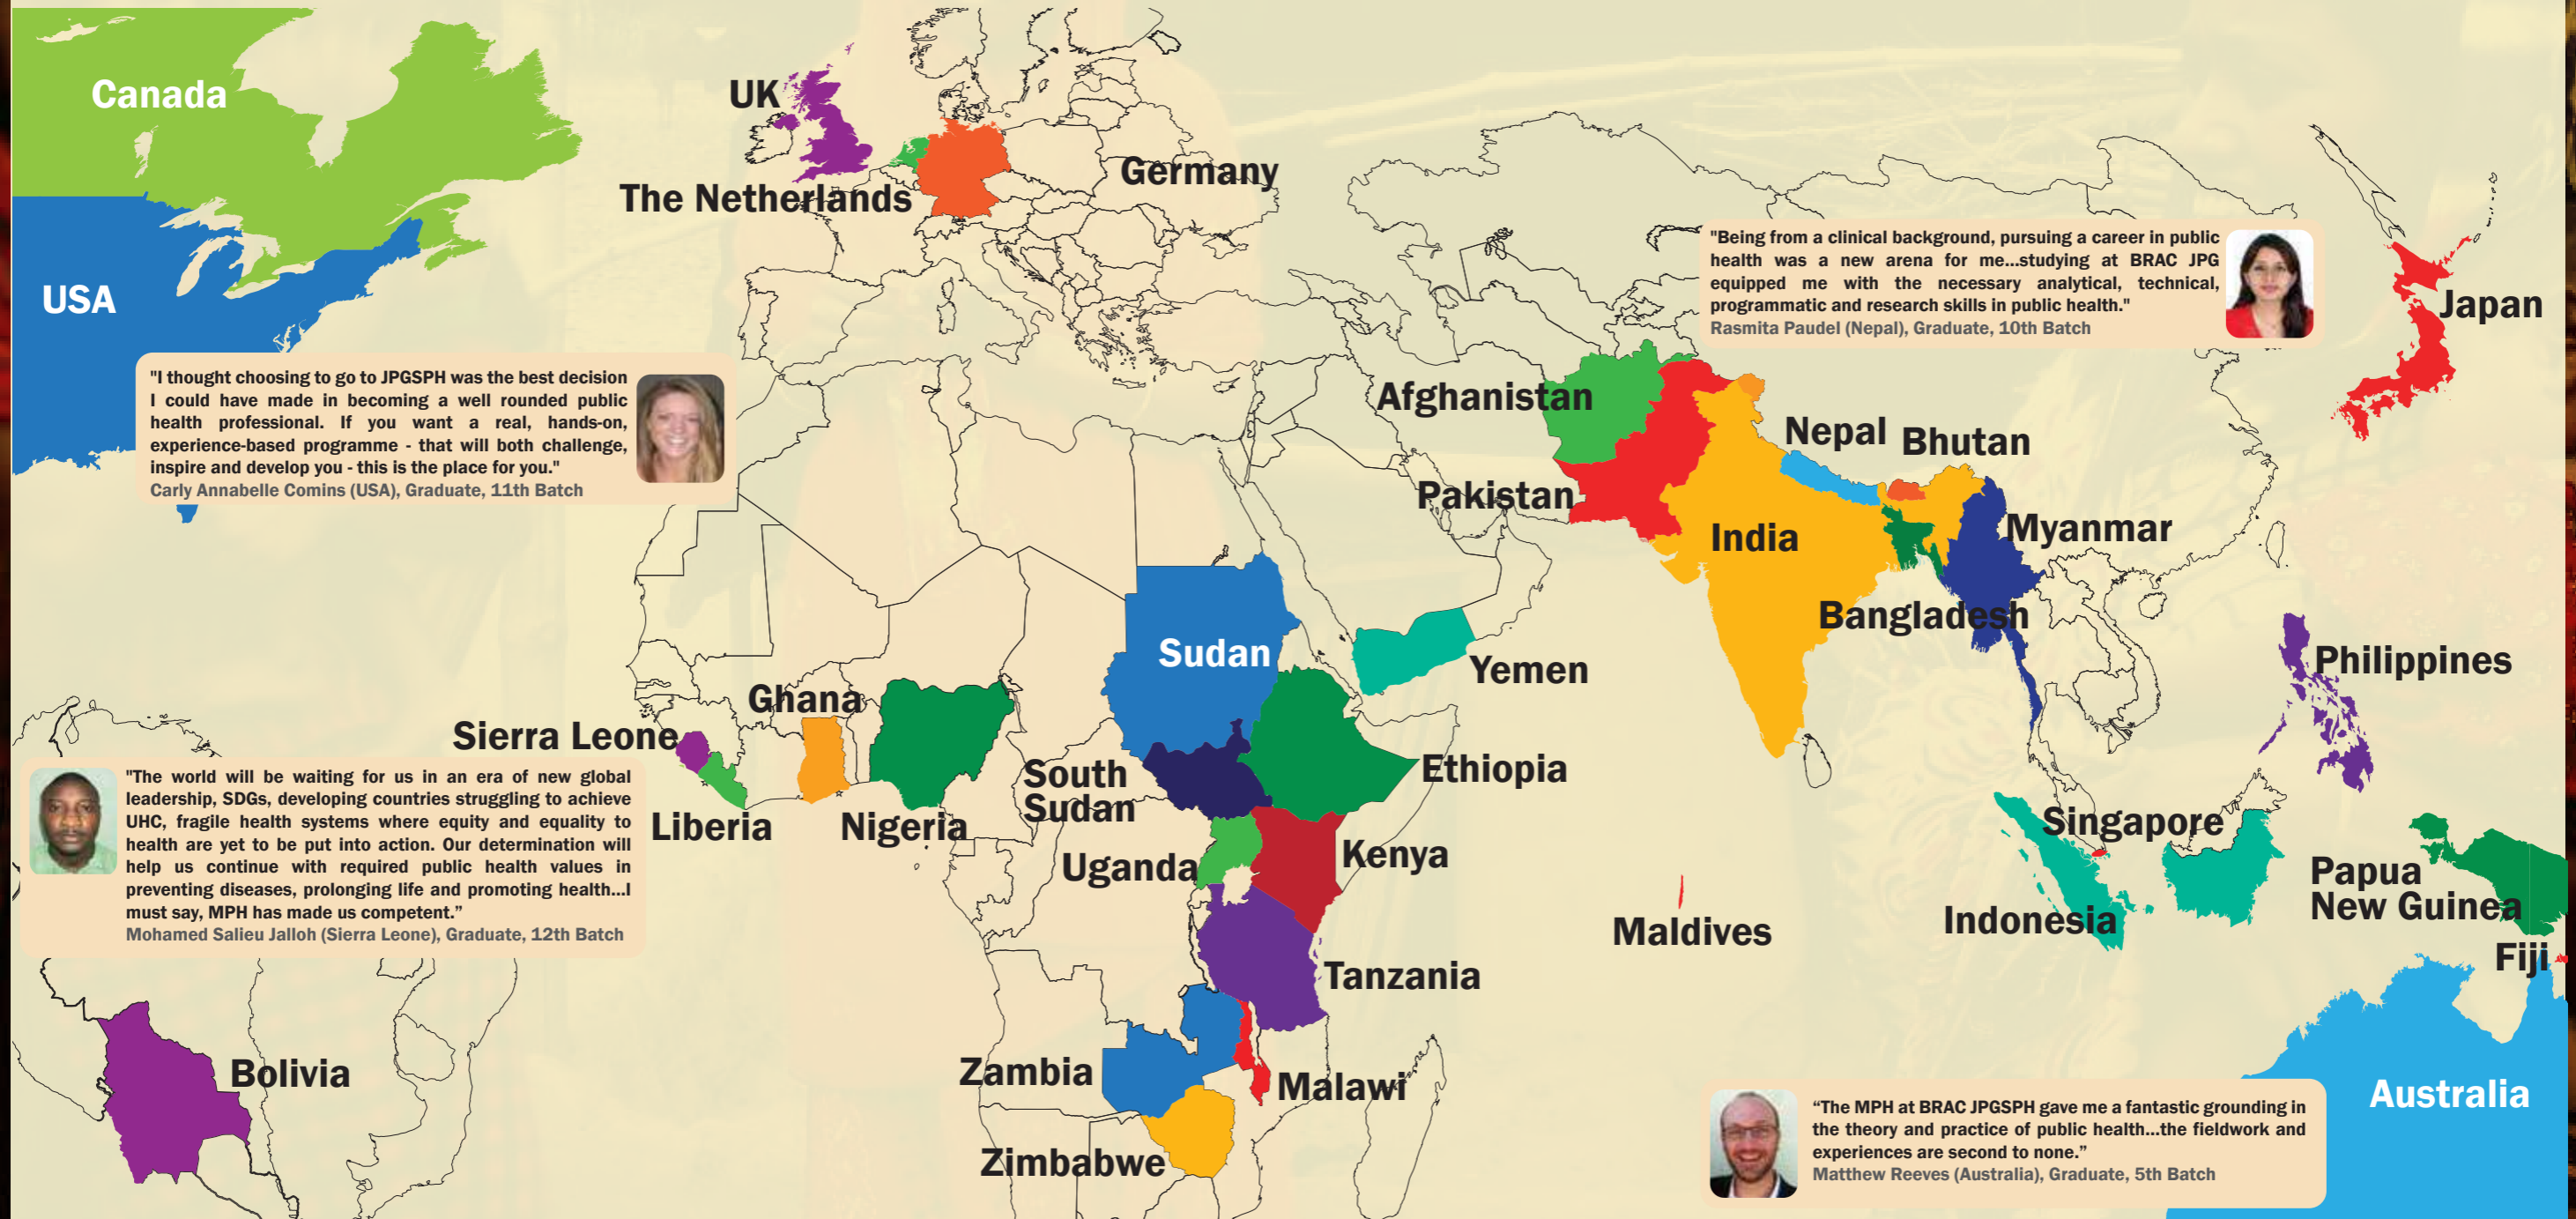 Canada
UK
The Netherlands
Germany
USA
"Being from a clinical background, pursuing a career in public
health was a new arena for me...studying at BRAC JPG
equipped me with the necessary analytical, technical,
programmatic and research skills in public health."
Rasmita Paudel (Nepal), Graduate, 10th Batch
Japan
"I thought choosing to go to JPGSPH was the best decision
I could have made in becoming a well rounded public
health professional. If you want a real, hands-on,
experience-based programme - that will both challenge,
inspire and develop you - this is the place for you."
Carly Annabelle Comins (USA), Graduate, 11th Batch
Afghanistan
Nepal
Bhutan
Pakistan
India
Myanmar
Bangladesh
Sudan
Yemen
Philippines
Ghana
Sierra Leone
"The world will be waiting for us in an era of new global
leadership, SDGs, developing countries struggling to achieve
UHC, fragile health systems where equity and equality to
health are yet to be put into action. Our determination will
help us continue with required public health values in
preventing diseases, prolonging life and promoting health...I
must say, MPH has made us competent.”
Mohamed Salieu Jalloh (Sierra Leone), Graduate, 12th Batch
Liberia
Nigeria
South
Sudan
Ethiopia
Uganda
Kenya
Singapore
Maldives
Indonesia
Papua
New Guinea
Fiji
Tanzania
Bolivia
Zambia
Malawi
Zimbabwe
Australia
“The MPH at BRAC JPGSPH gave me a fantastic grounding in
the theory and practice of public health...the fieldwork and
experiences are second to none.”
Matthew Reeves (Australia), Graduate, 5th Batch